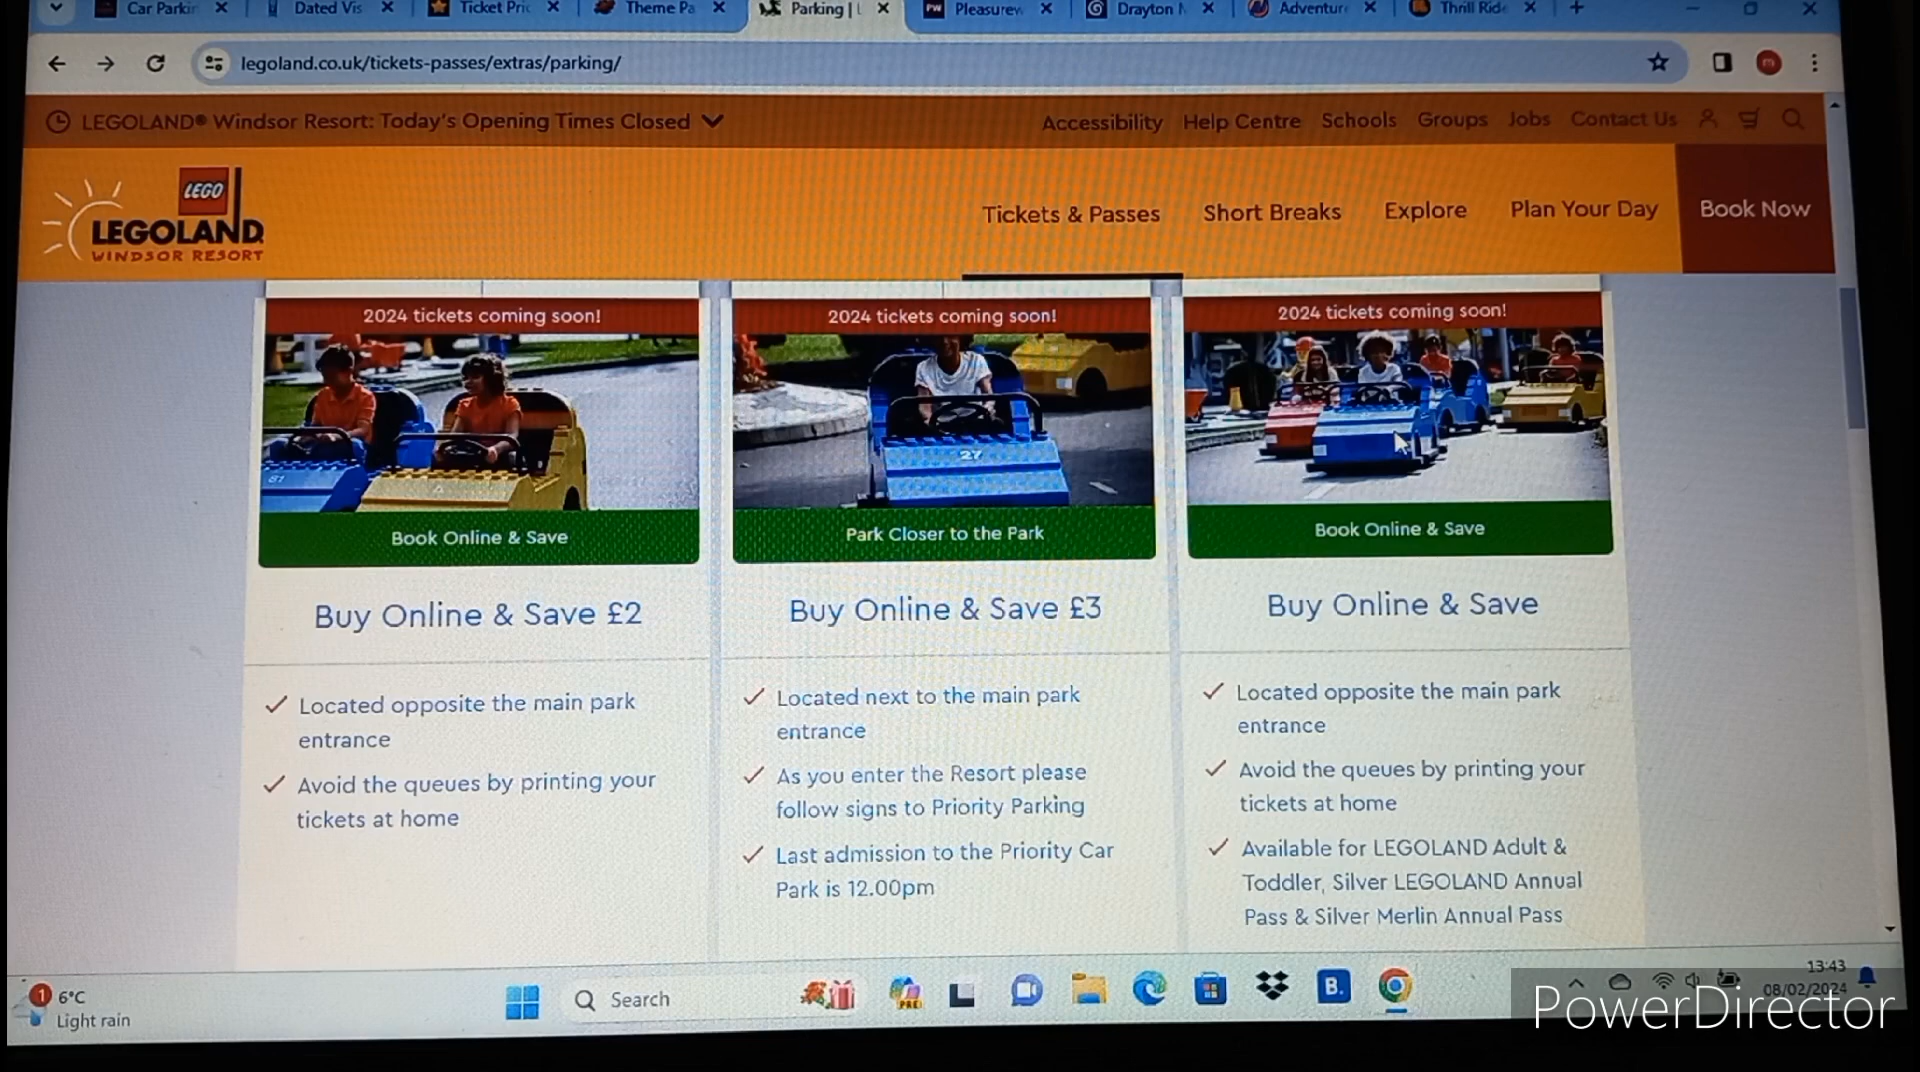 Car Parkin
Dated Vis
Ticket Pric
Theme Pa
Parking | L
PW
Pleasurew
Drayton M
Adventur
Thrill Ride
legoland.co.uk/tickets-passes/extras/parking/
m
LEGOLAND® Windsor Resort: Today's Opening Times Closed
Accessibility Help Centre Schools Groups Jobs Contact Us
LEGO
LEGOLAND
WINDSOR RESORT
Tickets & Passes Short Breaks Explore Plan Your Day Book Now
2024 tickets coming soon!
27
Book Online & Save
Buy Online & Save £2
Located opposite the main park
entrance
Avoid the queues by printing your
tickets at home
2024 tickets coming soon!
Park Closer to the Park
Buy Online & Save £3
Located next to the main park
entrance
As you enter the Resort please
follow signs to Priority Parking
Last admission to the Priority Car
Park is 12.00pm
2024 tickets coming soon!
Book Online & Save
Buy Online & Save
Located opposite the main park
entrance
Avoid the queues by printing your
tickets at home
Available for LEGOLAND Adult &
Toddler, Silver LEGOLAND Annual
Pass & Silver Merlin Annual Pass
1
6°C
Light rain
Search
PRE
B.
13:43
08/02/2024
PowerDirector